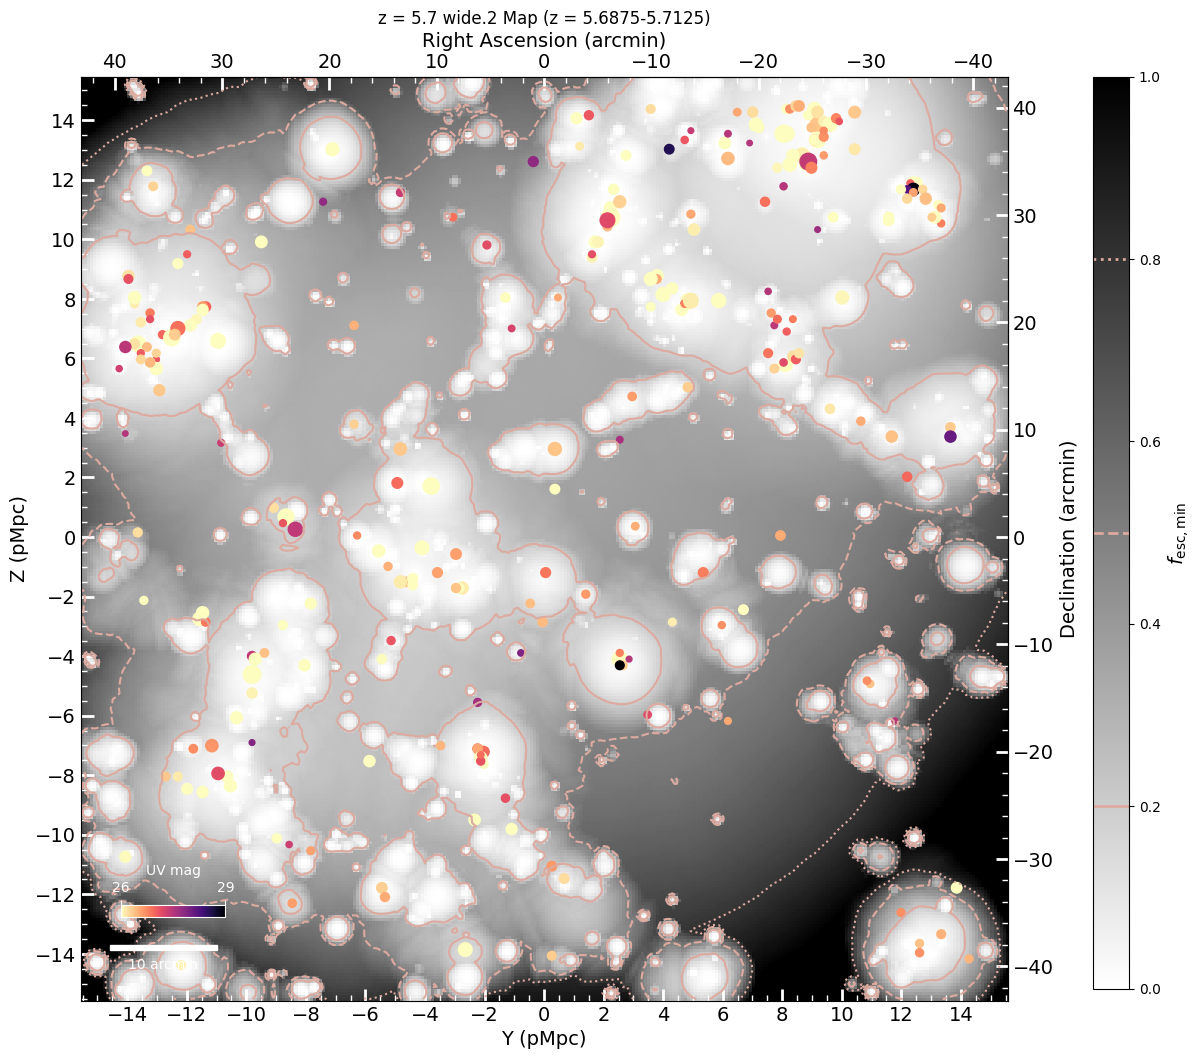 z = 5.7 wide.2 Map (z = 5.6875-5.7125)
Right Ascension (arcmin)
40 30 20 10 0 −10 −20 −30 −40
14 12 10 8 6 4 2 0 −2 −4 −6 −8 −10 −12 −14
Z (pMpc)
40 30 20 10 0 −10 −20 −30 −40
Declination (arcmin)
1.0 0.8 0.6 0.4 0.2 0.0
fesc,min
UV mag
26 29
10 arcmin
−14 −12 −10 −8 −6 −4 −2 0 2 4 6 8 10 12 14
Y (pMpc)